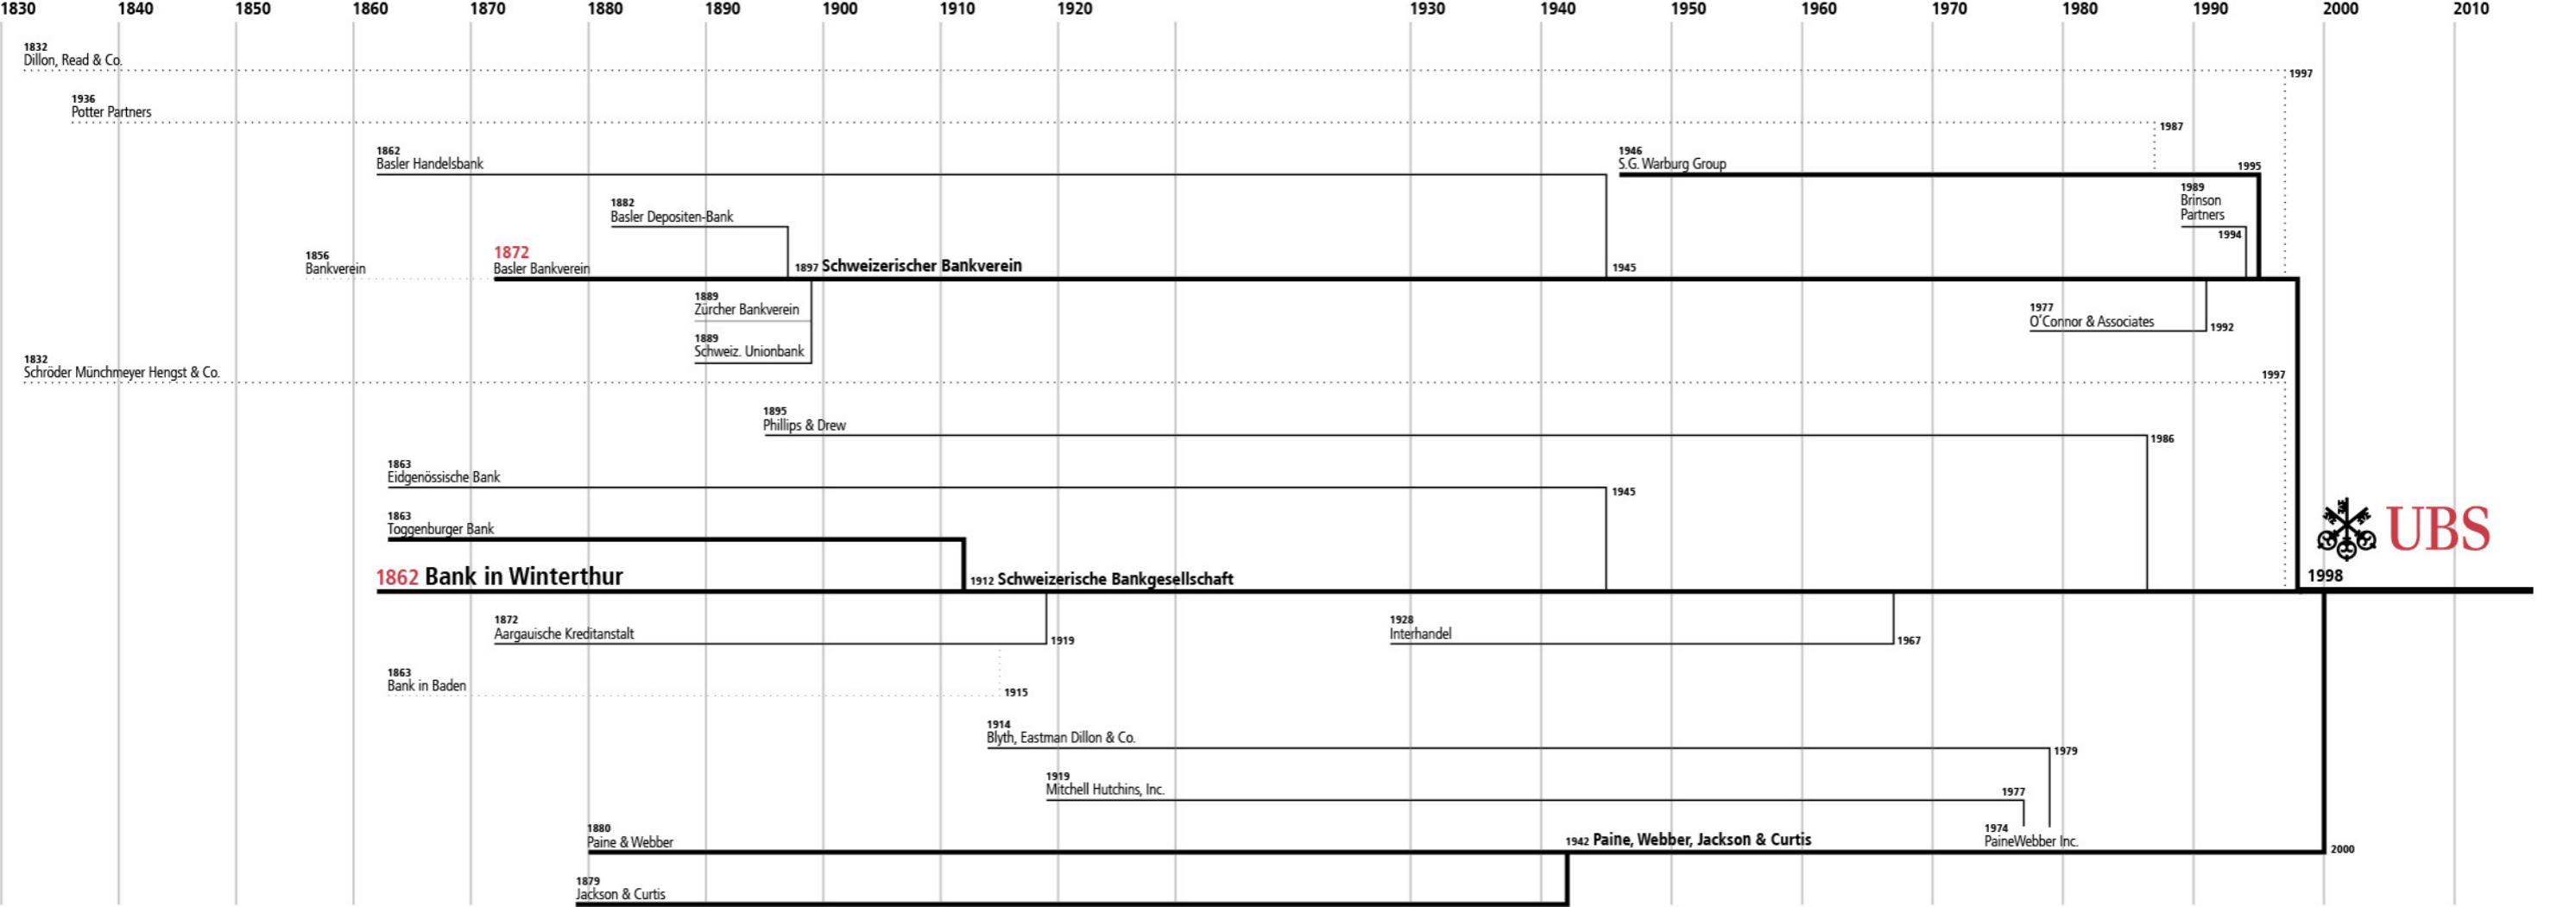 1830 1840 1850 1860 1870 1880 1890 1900 1910 1920 1930 1940 1950 1960 1970 1980 1990 2000 2010
1832
Dillon, Read & Co.
1997
1936
Potter Partners
1987
1862
Basler Handelsbank
1946
S.G. Warburg Group
1995
1989
Brinson
Partners
1994
1882
Basler Depositen-Bank
1856
Bankverein
1872
Basler Bankverein
1897 Schweizerischer Bankverein
1945
1889
Zürcher Bankverein
1889
Schweiz. Unionbank
1977
O'Connor & Associates
1992
1832
Schröder Münchmeyer Hengst & Co.
1997
1895
Phillips & Drew
1986
1863
Eidgenössische Bank
1945
1863
Toggenburger Bank
UBS
1862 Bank in Winterthur
1912 Schweizerische Bankgesellschaft
1998
1872
Aargauische Kreditanstalt
1919
1928
Interhandel
1967
1863
Bank in Baden
1915
1914
Blyth, Eastman Dillon & Co.
1979
1919
Mitchell Hutchins, Inc.
1977
1880
Paine & Webber
1942 Paine, Webber, Jackson & Curtis
1974
PaineWebber Inc.
2000
1879
Jackson & Curtis